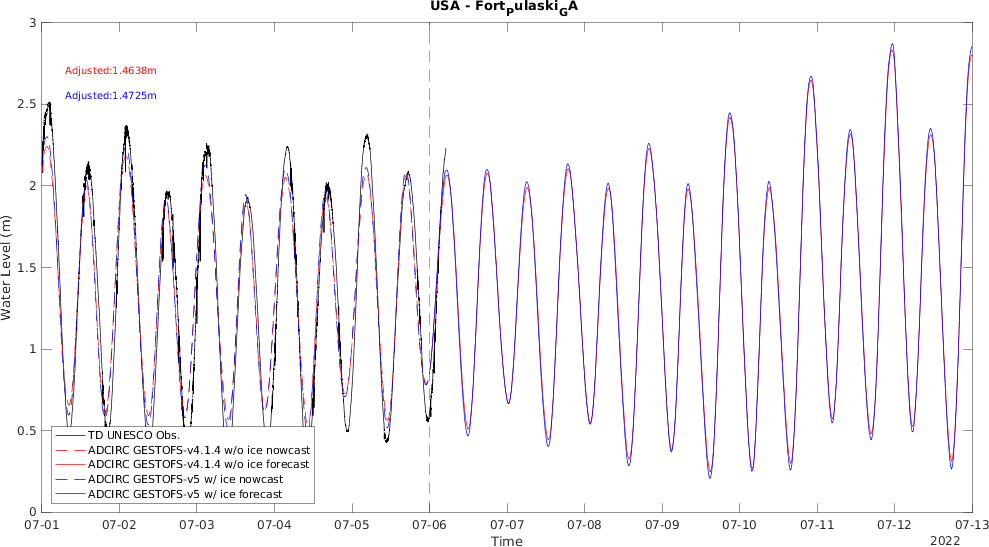 USA - FortPulaskiGA
3
Adjusted:1.4638m
Adjusted:1.4725m
2.5
2
1.5
1
0.5
0
Water Level (m)
TD UNESCO Obs.
ADCIRC GESTOFS-v4.1.4 w/o ice nowcast
ADCIRC GESTOFS-v4.1.4 w/o ice forecast
ADCIRC GESTOFS-v5 w/ ice nowcast
ADCIRC GESTOFS-v5 w/ ice forecast
07-01 07-02 07-03 07-04 07-05 07-06 07-07 07-08 07-09 07-10 07-11 07-12 07-13
Time
2022